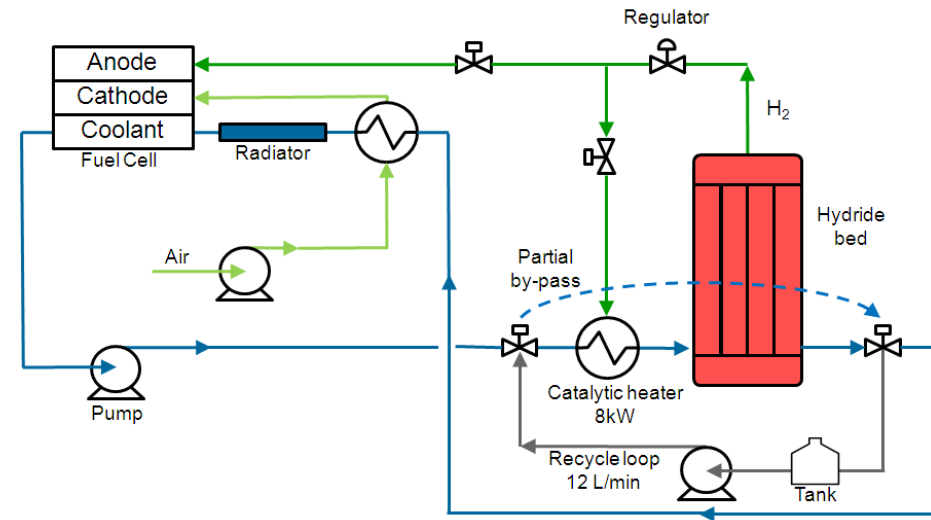 Regulator
Anode
Cathode
Coolant
Fuel Cell
Radiator
H2
Hydride
bed
Air
Partial
by-pass
Pump
Catalytic heater
8kW
Recycle loop
12 L/min
Tank